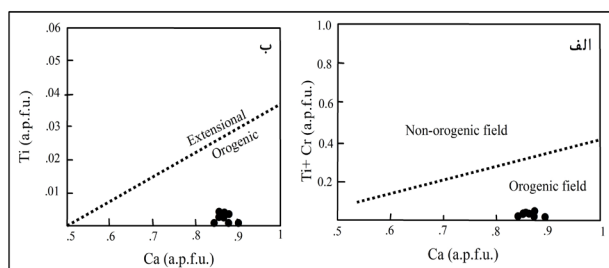 ب
.06
.05
.04
.03
.02
.01
Ti (a.p.f.u.)
Extensional
Orogenic
.5
.6
.7
.8
.9
1
Ca (a.p.f.u.)
الف
1.0
0.8
0.6
0.4
0.2
Ti+ Cr (a.p.f.u.)
Non-orogenic field
Orogenic field
.5
.6
.7
.8
.9
1
Ca (a.p.f.u.)